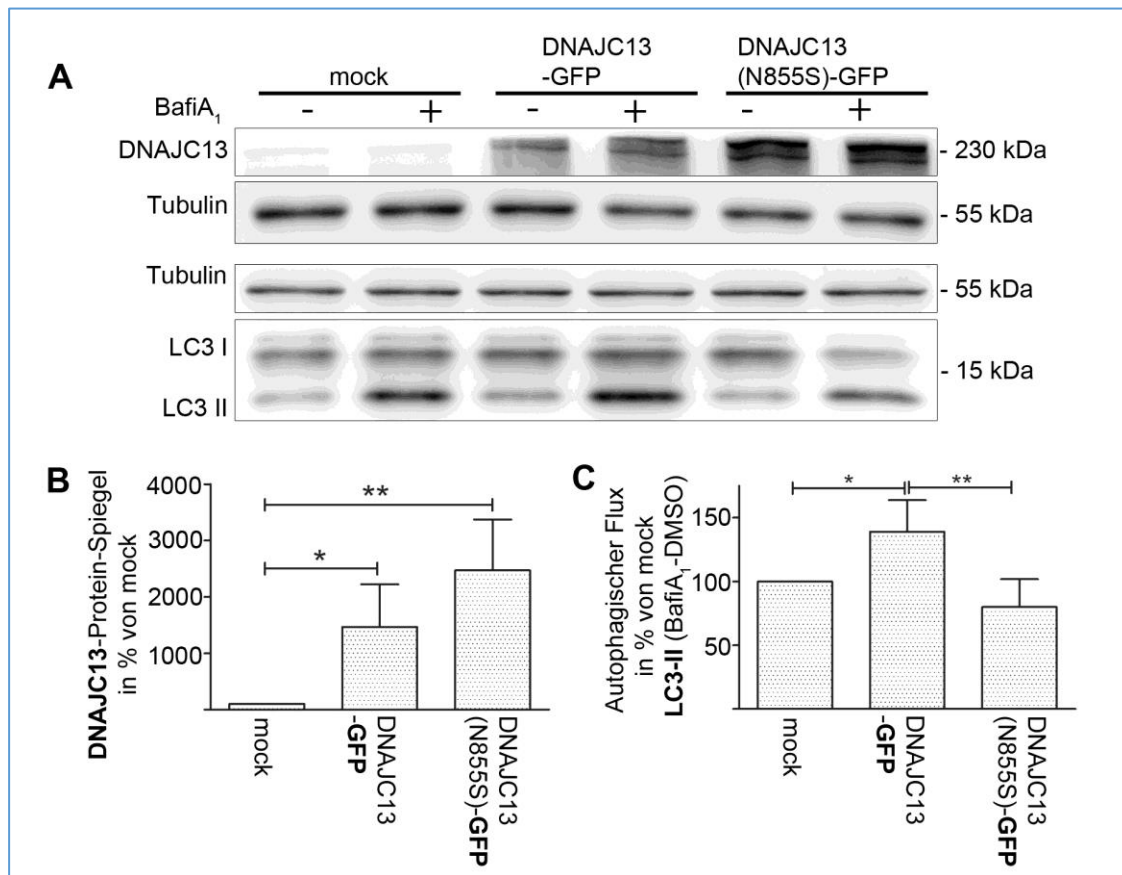 A
mock
DNAJC13
-GFP
DNAJC13
(N855S)-GFP
BafiA₁ - + - + - +
DNAJC13 - 230 kDa
Tubulin - 55 kDa
Tubulin - 55 kDa
LC3 I
- 15 kDa
LC3 II
B
DNAJC13-Protein-Spiegel
in % von mock
4000
3000
2000
1000
**
*
mock
DNAJC13
-GFP
DNAJC13
(N855S)-GFP
C
Autophagischer Flux
in % von mock
LC3-II (BafiA₁-DMSO)
150
100
50
*
**
mock
DNAJC13
-GFP
DNAJC13
(N855S)-GFP